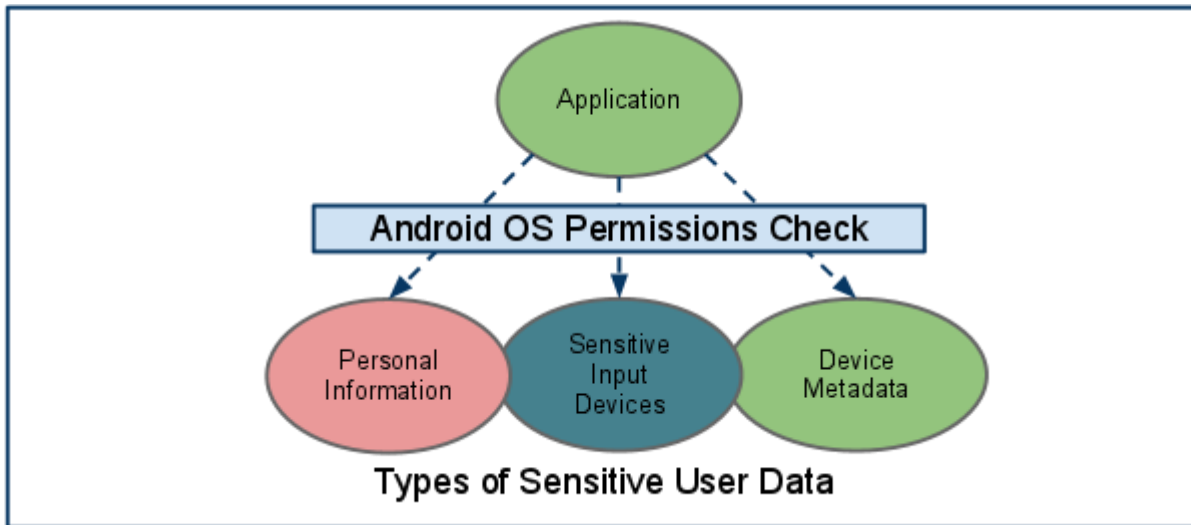 Application
Android OS Permissions Check
Personal
Information
Sensitive
Input
Devices
Device
Metadata
Types of Sensitive User Data